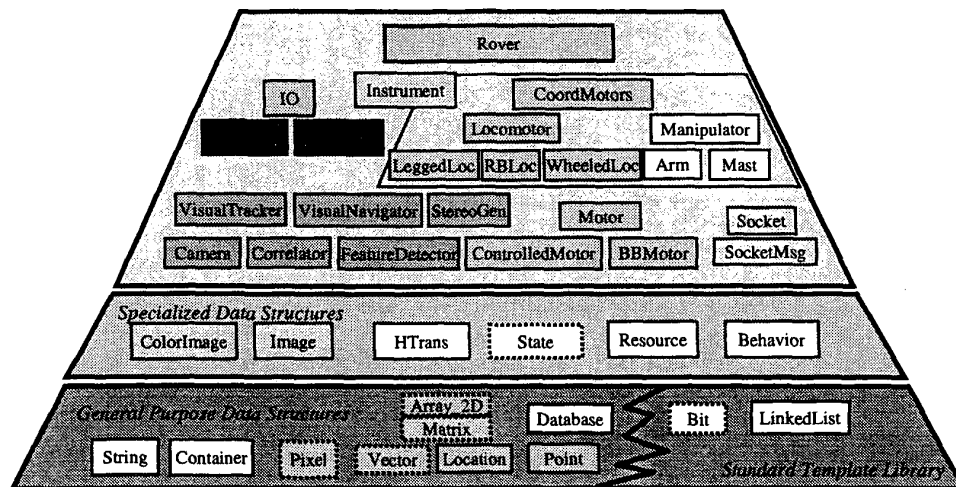 Rover
Instrument
CoordMotors
IO
Locomotor
Manipulator
LeggedLoc
RBLoc
WheeledLoc
Arm
Mast
VisualTracker
VisualNavigator
StereoGen
Motor
Socket
Camera
Correlator
FeatureDetector
ControlledMotor
BBMotor
SocketMsg
Specialized Data Structures
ColorImage
Image
HTrans
State
Resource
Behavior
General Purpose Data Structures
Array_2D
Matrix
Database
Bit
LinkedList
String
Container
Pixel
Vector
Location
Point
Standard Template Library